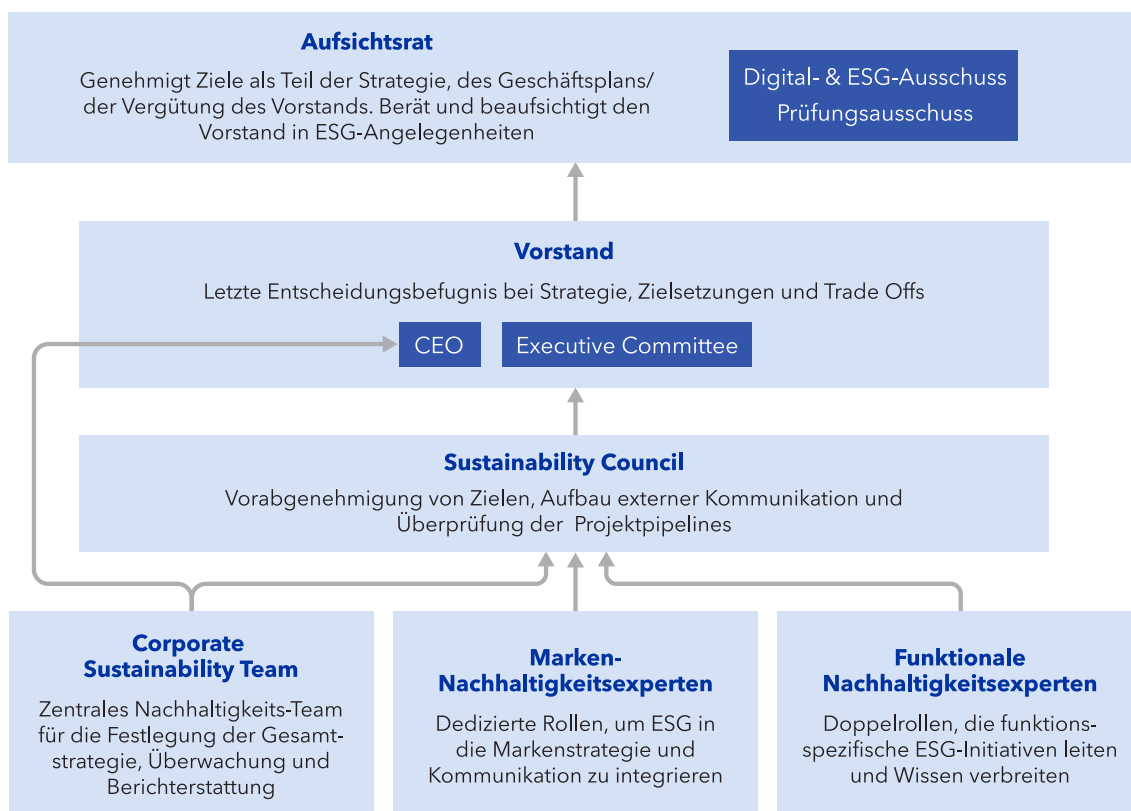 Aufsichtsrat
Genehmigt Ziele als Teil der Strategie, des Geschäftsplans/
der Vergütung des Vorstands. Berät und beaufsichtigt den
Vorstand in ESG-Angelegenheiten
Digital- & ESG-Ausschuss
Prüfungsausschuss
Vorstand
Letzte Entscheidungsbefugnis bei Strategie, Zielsetzungen und Trade Offs
CEO
Executive Committee
Sustainability Council
Vorabgenehmigung von Zielen, Aufbau externer Kommunikation und
Überprüfung der Projektpipelines
Corporate
Sustainability Team
Zentrales Nachhaltigkeits-Team
für die Festlegung der Gesamt-
strategie, Überwachung und
Berichterstattung
Marken-
Nachhaltigkeitsexperten
Dedizierte Rollen, um ESG in
die Markenstrategie und
Kommunikation zu integrieren
Funktionale
Nachhaltigkeitsexperten
Doppelrollen, die funktions-
spezifische ESG-Initiativen leiten
und Wissen verbreiten